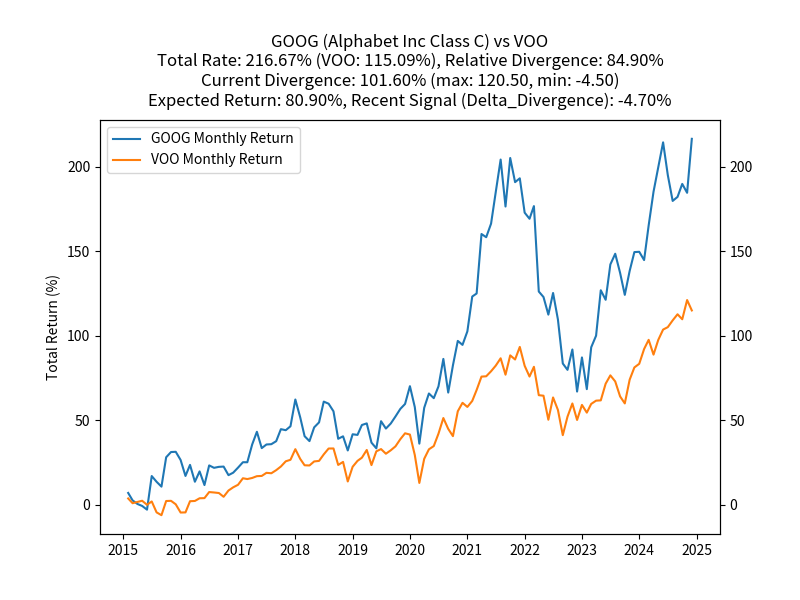 GOOG (Alphabet Inc Class C) vs VOO
Total Rate: 216.67% (VOO: 115.09%), Relative Divergence: 84.90%
Current Divergence: 101.60% (max: 120.50, min: -4.50)
Expected Return: 80.90%, Recent Signal (Delta_Divergence): -4.70%
GOOG Monthly Return
VOO Monthly Return
Total Return (%)
200
150
100
50
0
200
150
100
50
0
2015 2016 2017 2018 2019 2020 2021 2022 2023 2024 2025